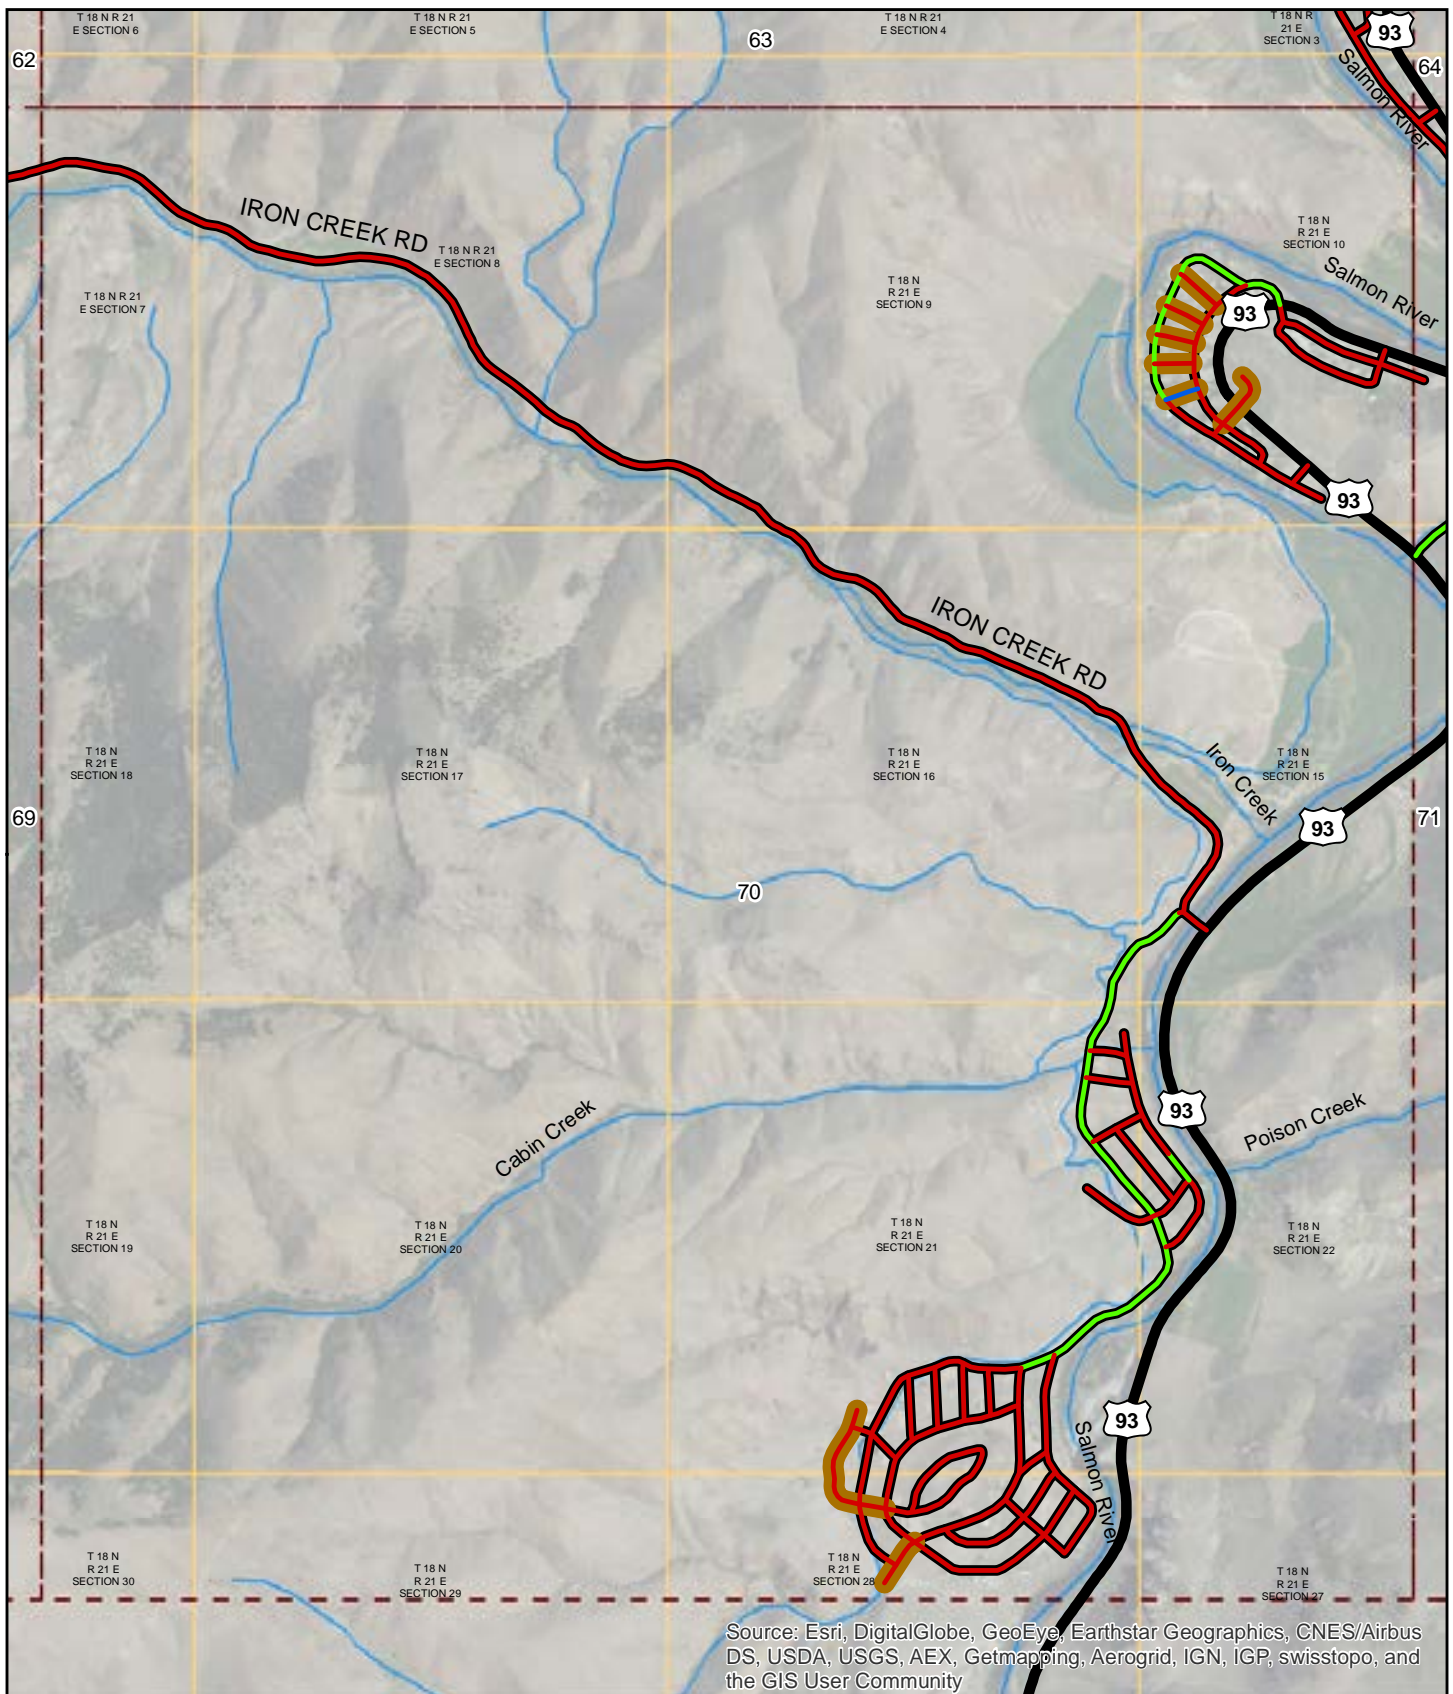 T 18 N R 21
E SECTION 6
T 18 N R 21
E SECTION 5
T 18 N R 21
E SECTION 4
T 18 N R
21 E
SECTION 3
93
62
63
64
Salmon River
IRON CREEK RD
T 18 N R 21
E SECTION 8
T 18 N R 21
E SECTION 7
T 18 N
R 21 E
SECTION 9
T 18 N
R 21 E
SECTION 10
Salmon River
93
93
IRON CREEK RD
T 18 N
R 21 E
SECTION 18
T 18 N
R 21 E
SECTION 17
T 18 N
R 21 E
SECTION 16
Iron Creek
T 18 N
R 21 E
SECTION 15
69
93
71
70
Cabin Creek
93
Poison Creek
T 18 N
R 21 E
SECTION 19
T 18 N
R 21 E
SECTION 20
T 18 N
R 21 E
SECTION 21
T 18 N
R 21 E
SECTION 22
93
Salmon River
T 18 N
R 21 E
SECTION 30
T 18 N
R 21 E
SECTION 29
T 18 N
R 21 E
SECTION 28
T 18 N
R 21 E
SECTION 27
Source: Esri, DigitalGlobe, GeoEye, Earthstar Geographics, CNES/Airbus
DS, USDA, USGS, AEX, Getmapping, Aerogrid, IGN, IGP, swisstopo, and
the GIS User Community